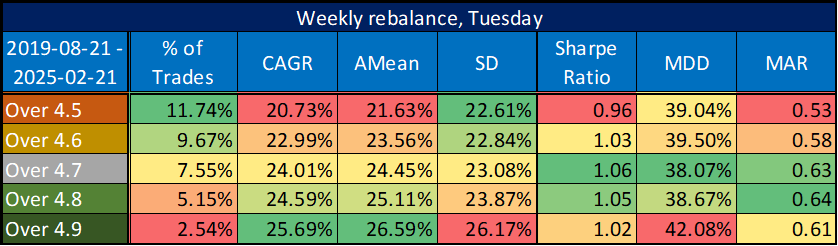 Weekly rebalance, Tuesday
2019-08-21 - 2025-02-21 % of Trades CAGR AMean SD Sharpe Ratio MDD MAR
Over 4.5 11.74% 20.73% 21.63% 22.61% 0.96 39.04% 0.53
Over 4.6 9.67% 22.99% 23.56% 22.84% 1.03 39.50% 0.58
Over 4.7 7.55% 24.01% 24.45% 23.08% 1.06 38.07% 0.63
Over 4.8 5.15% 24.59% 25.11% 23.87% 1.05 38.67% 0.64
Over 4.9 2.54% 25.69% 26.59% 26.17% 1.02 42.08% 0.61